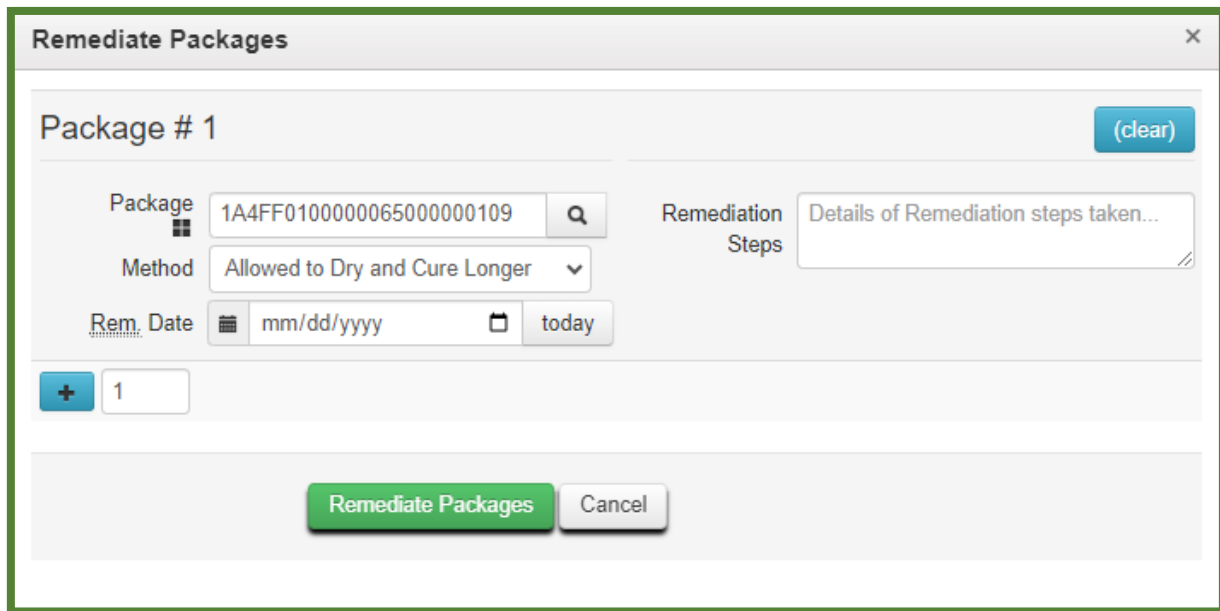 Remediate Packages ×
Package # 1
(clear)
Package 1A4FF0100000065000000109
Method Allowed to Dry and Cure Longer
Rem. Date mm/dd/yyyy today
Remediation Steps Details of Remediation steps taken...
1
Remediate Packages Cancel